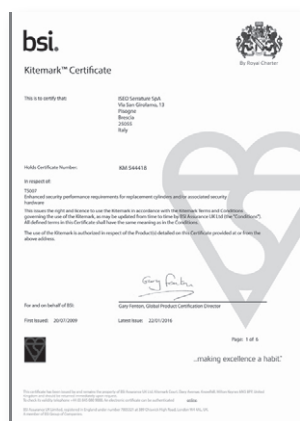 bsi.
By Royal Charter
Kitemark™ Certificate
This is to certify that:
ISEO Serrature SpA
Via San Girolamo, 13
Pisogne
Brescia
25055
Italy
Holds Certificate Number:
KM 544418
In respect of:
TS007
Enhanced security performance requirements for replacement cylinders and/or associated security
hardware
This issues the right and licence to use the Kitemark in accordance with the Kitemark Terms and Conditions
governing the use of the Kitemark, as may be updated from time to time by BSI Assurance UK Ltd (the "Conditions").
All defined terms in this Certificate shall have the same meaning as in the Conditions.
The use of the Kitemark is authorized in respect of the Product(s) detailed on this Certificate provided at or from the
above address.
Gary Fenton
For and on behalf of BSI:
Gary Fenton, Global Product Certification Director
First Issued: 20/07/2009
Latest Issue: 22/01/2016
Page: 1 of 6
...making excellence a habit.™